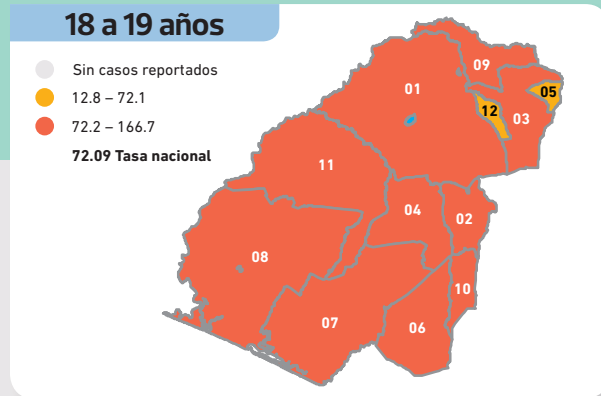 18 a 19 años
Sin casos reportados
12.8 – 72.1
72.2 – 166.7
72.09 Tasa nacional
09
01
05
12
03
11
04
02
08
10
07
06